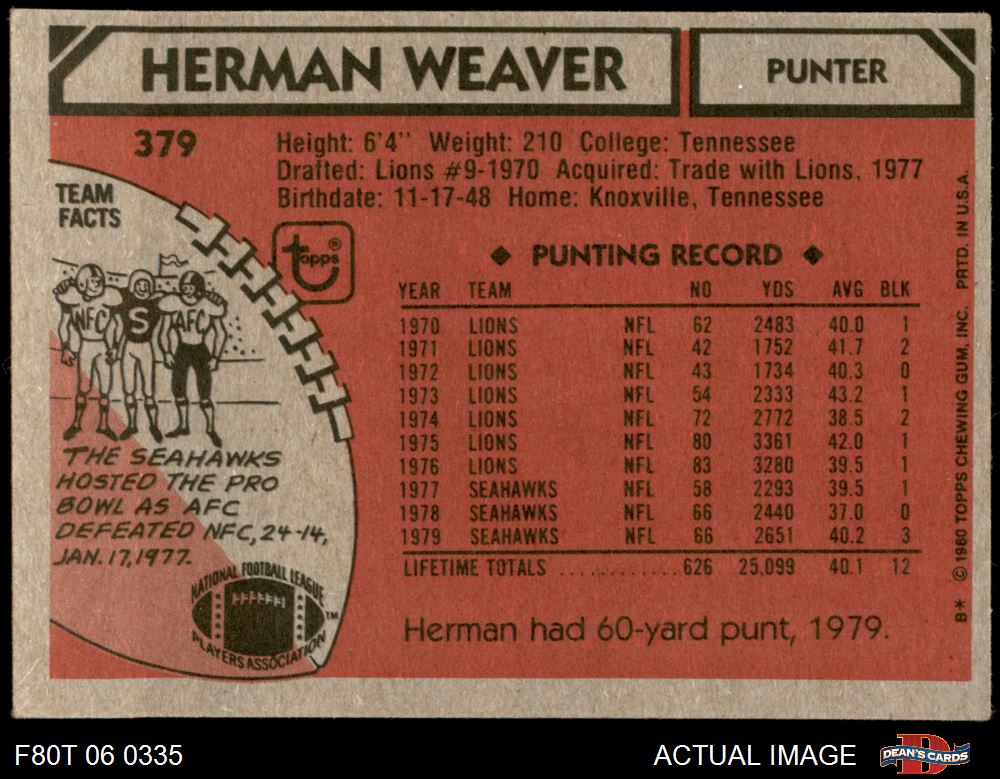 HERMAN WEAVER
PUNTER
379
Height: 6'4'' Weight: 210 College: Tennessee
Drafted: Lions #9-1970 Acquired: Trade with Lions, 1977
Birthdate: 11-17-48 Home: Knoxville, Tennessee
TEAM
FACTS
topps®
NFC S AFC
THE SEAHAWKS
HOSTED THE PRO
BOWL AS AFC
DEFEATED NFC, 24-14,
JAN. 17, 1977.
NATIONAL FOOTBALL LEAGUE
PLAYERS ASSOCIATION
TM
◆ PUNTING RECORD ◆
YEAR TEAM NO YDS AVG BLK
1970 LIONS NFL 62 2483 40.0 1
1971 LIONS NFL 42 1752 41.7 2
1972 LIONS NFL 43 1734 40.3 0
1973 LIONS NFL 54 2333 43.2 1
1974 LIONS NFL 72 2772 38.5 2
1975 LIONS NFL 80 3361 42.0 1
1976 LIONS NFL 83 3280 39.5 1
1977 SEAHAWKS NFL 58 2293 39.5 1
1978 SEAHAWKS NFL 66 2440 37.0 0
1979 SEAHAWKS NFL 66 2651 40.2 3
LIFETIME TOTALS ............ 626 25,099 40.1 12
Herman had 60-yard punt, 1979.
B* © 1980 TOPPS CHEWING GUM, INC. PRTD. IN U.S.A.
F80T 06 0335
ACTUAL IMAGE
D
DEAN'S CARDS